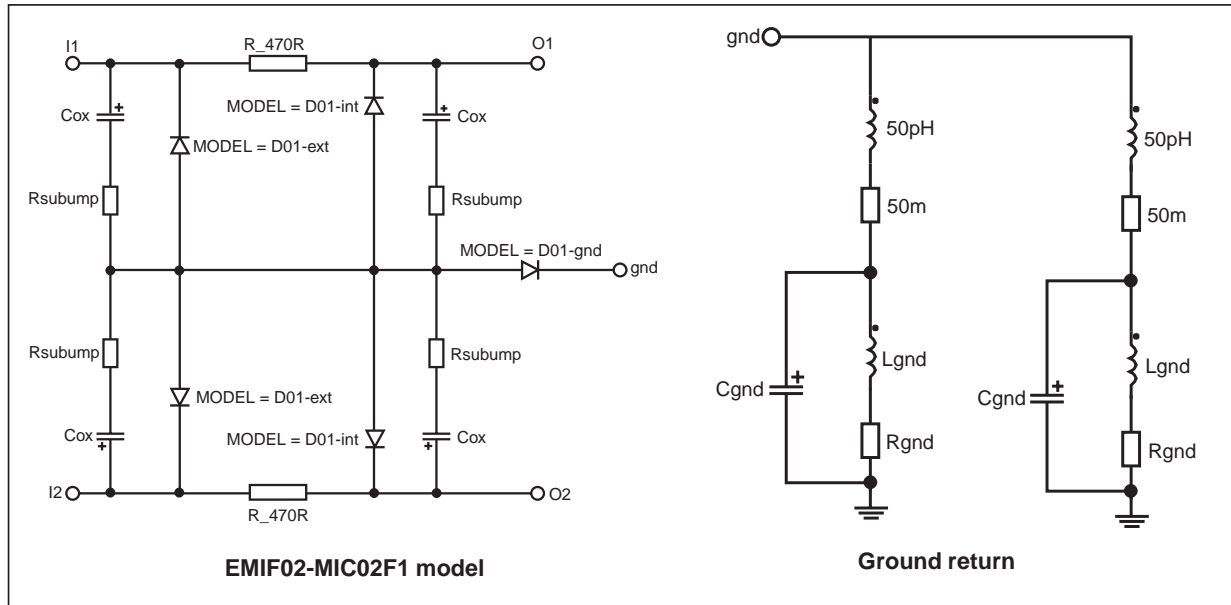 I1
R_470R
O1
Cox
MODEL = D01-int
Cox
MODEL = D01-ext
Rsubump
Rsubump
MODEL = D01-gnd
gnd
Rsubump
Rsubump
MODEL = D01-ext
Cox
MODEL = D01-int
Cox
I2
R_470R
O2
EMIF02-MIC02F1 model
gnd
50pH
50pH
50m
50m
Lgnd
Lgnd
Cgnd
Cgnd
Rgnd
Rgnd
Ground return